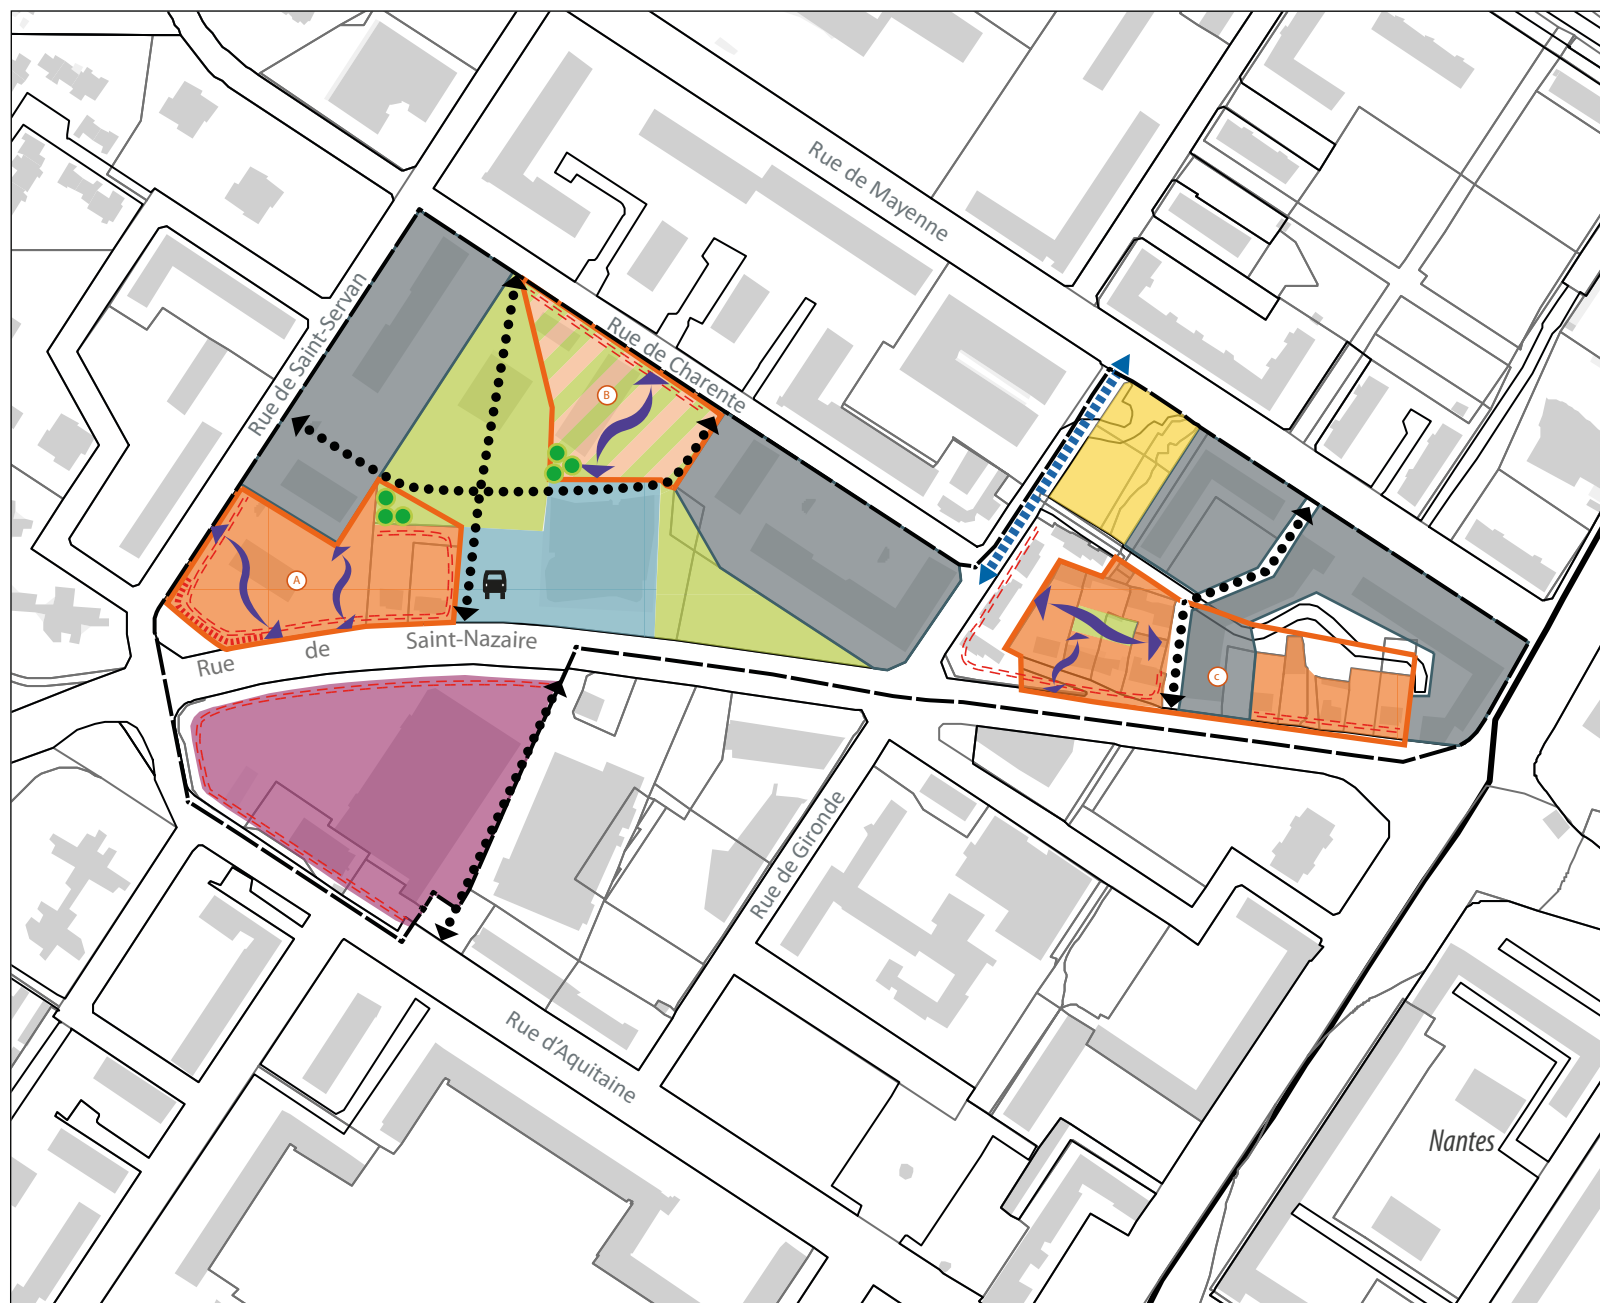 Rue de Mayenne
Rue de Saint-Servan
Rue de Charente
B
A
Rue de Saint-Nazaire
C
Rue de Gironde
Rue d'Aquitaine
Nantes